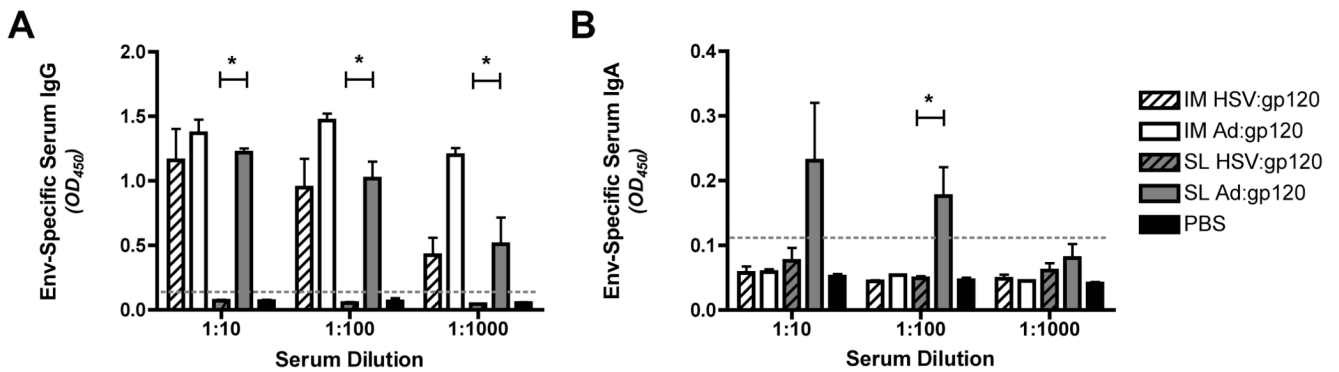 A
Env-Specific Serum IgG
(OD450)
2.0
1.5
1.0
0.5
0.0
*
*
*
1:10
1:100
1:1000
Serum Dilution
B
Env-Specific Serum IgA
(OD450)
0.4
0.3
0.2
0.1
0.0
*
1:10
1:100
1:1000
Serum Dilution
IM HSV:gp120
IM Ad:gp120
SL HSV:gp120
SL Ad:gp120
PBS